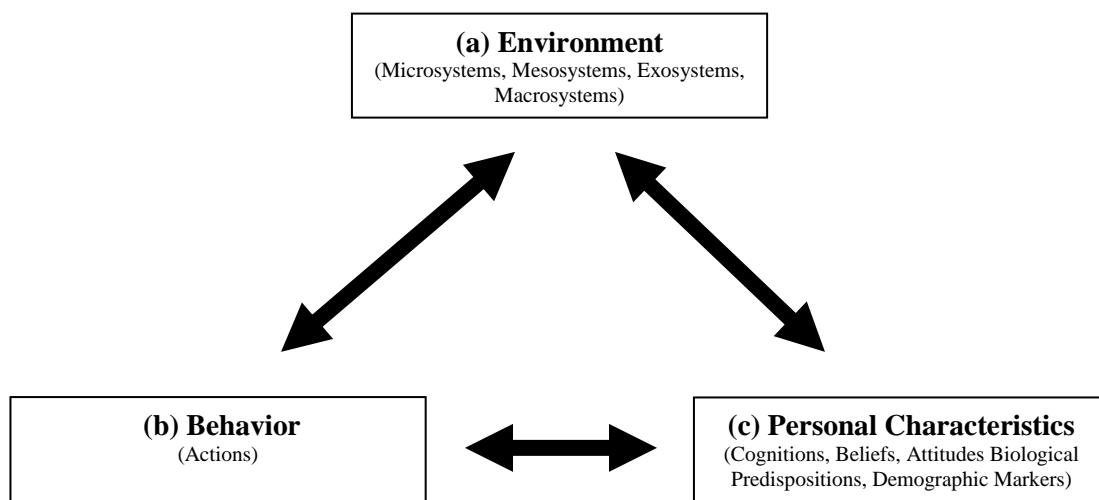 (a) Environment
(Microsystems, Mesosystems, Exosystems,
Macrosystems)
(b) Behavior
(Actions)
(c) Personal Characteristics
(Cognitions, Beliefs, Attitudes Biological
Predispositions, Demographic Markers)